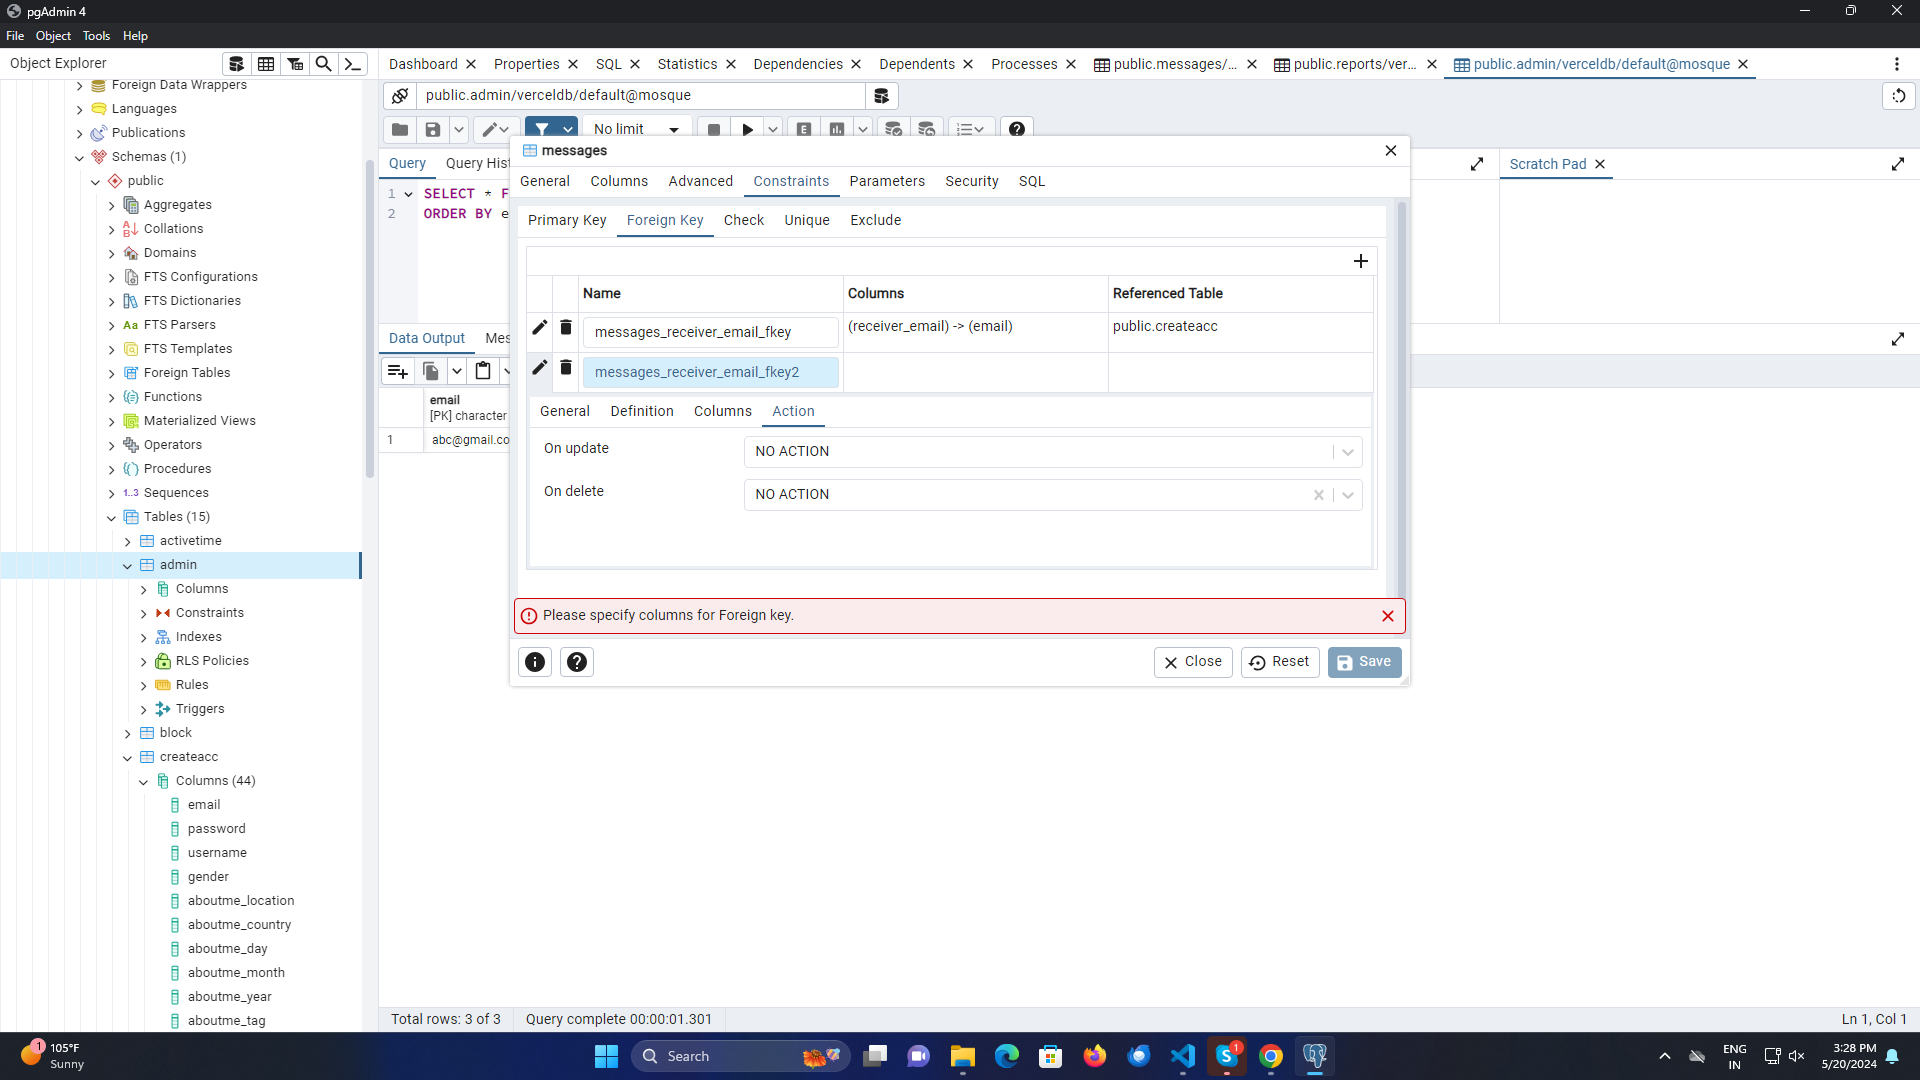 pgAdmin 4
File Object Tools Help
Object Explorer
Dashboard Properties SQL Statistics Dependencies Dependents Processes public.messages/... public.reports/ver... public.admin/verceldb/default@mosque
public.admin/verceldb/default@mosque
No limit
Query Query Hist
Scratch Pad
1 SELECT * F
2 ORDER BY e
Data Output Mes
email
[PK] character
1 abc@gmail.co
Foreign Data Wrappers
Languages
Publications
Schemas (1)
public
Aggregates
Collations
Domains
FTS Configurations
FTS Dictionaries
Aa FTS Parsers
FTS Templates
Foreign Tables
Functions
Materialized Views
Operators
Procedures
1..3 Sequences
Tables (15)
activetime
admin
Columns
Constraints
Indexes
RLS Policies
Rules
Triggers
block
createacc
Columns (44)
email
password
username
gender
aboutme_location
aboutme_country
aboutme_day
aboutme_month
aboutme_year
aboutme_tag
messages
General Columns Advanced Constraints Parameters Security SQL
Primary Key Foreign Key Check Unique Exclude
Name Columns Referenced Table
messages_receiver_email_fkey (receiver_email) -> (email) public.createacc
messages_receiver_email_fkey2
General Definition Columns Action
On update NO ACTION
On delete NO ACTION
Please specify columns for Foreign key.
Close Reset Save
Total rows: 3 of 3 Query complete 00:00:01.301 Ln 1, Col 1
1 105°F
Sunny
Search
1
ENG
IN
3:28 PM
5/20/2024